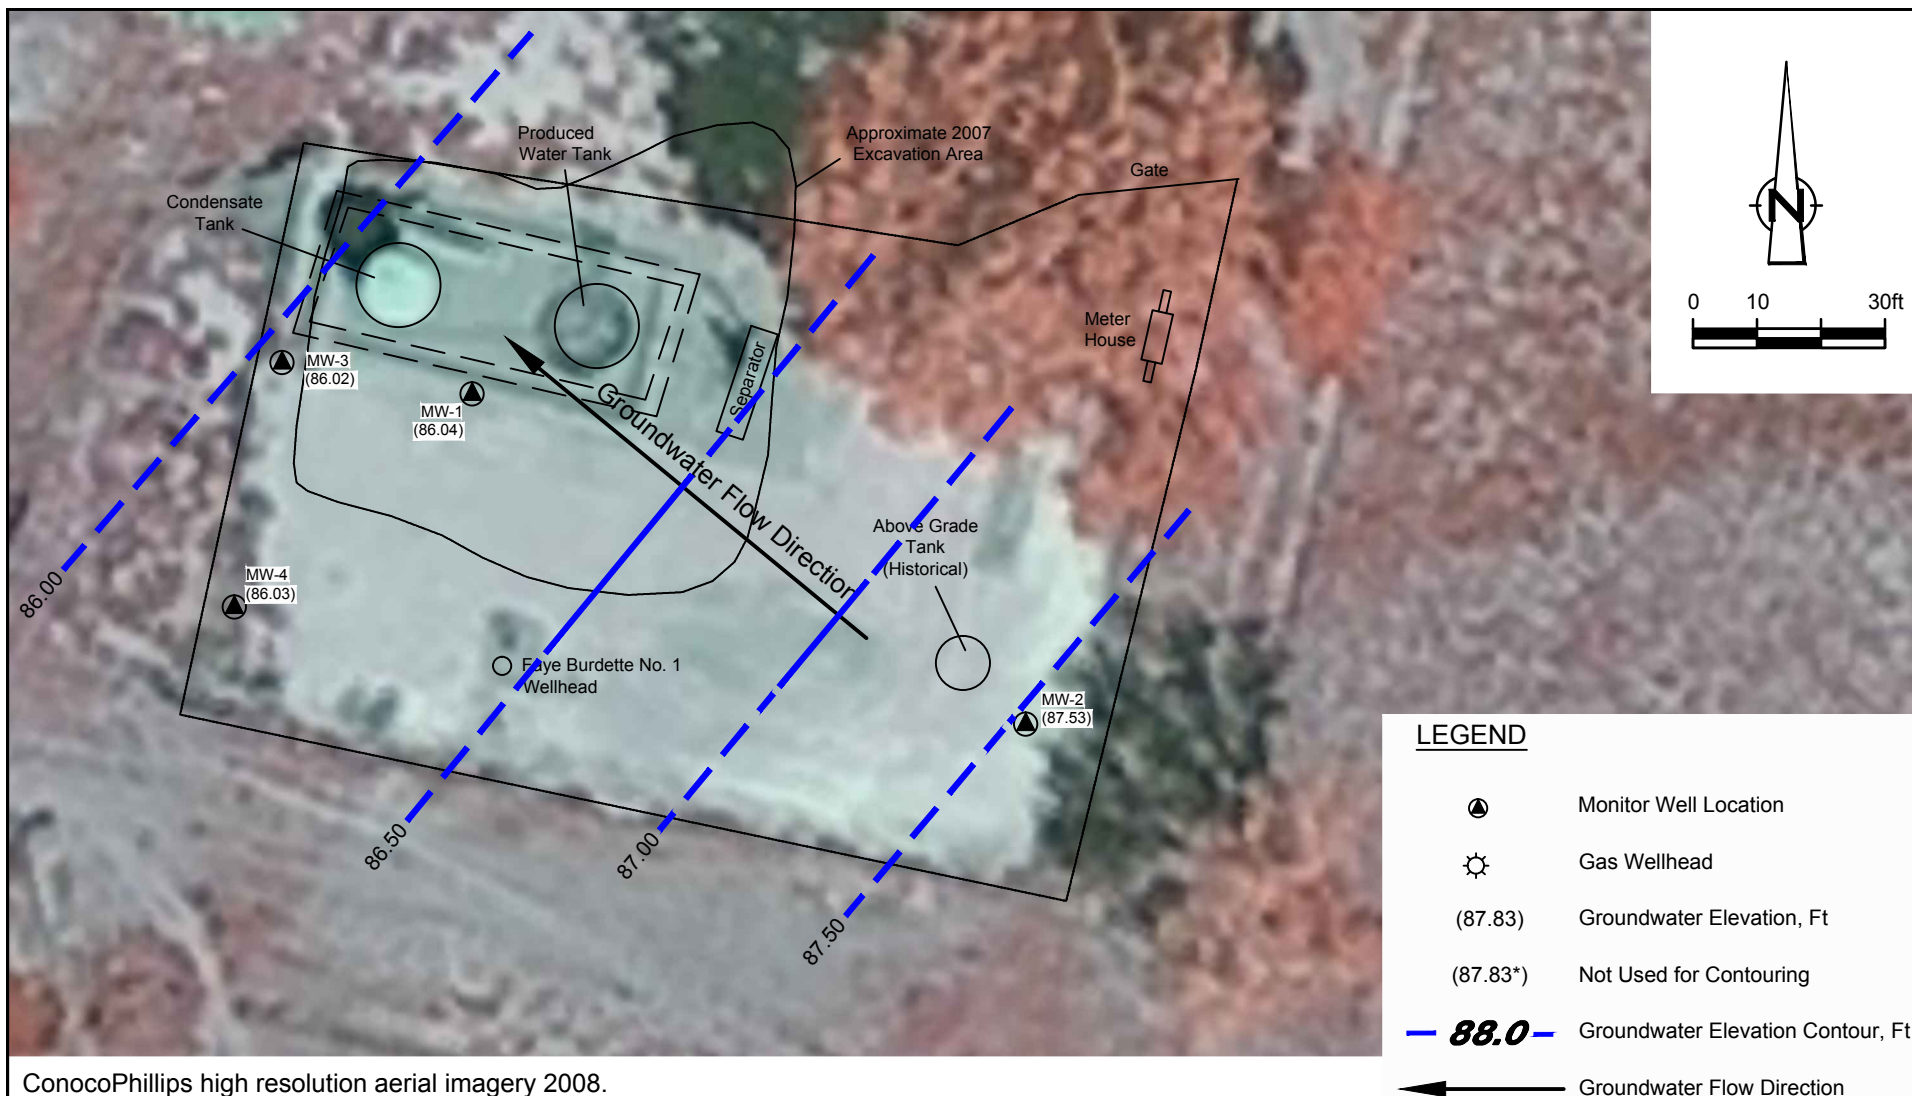 Produced
Water Tank
Approximate 2007
Excavation Area
Gate
Condensate
Tank
N
0 10 30ft
Meter
House
MW-3
(86.02)
MW-1
(86.04)
Separator
Groundwater Flow Direction
Above Grade
Tank
(Historical)
86.00
MW-4
(86.03)
Faye Burdette No. 1
Wellhead
MW-2
(87.53)
86.50
87.00
87.50
LEGEND
Monitor Well Location
Gas Wellhead
(87.83) Groundwater Elevation, Ft
(87.83*) Not Used for Contouring
88.0 Groundwater Elevation Contour, Ft
Groundwater Flow Direction
ConocoPhillips high resolution aerial imagery 2008.